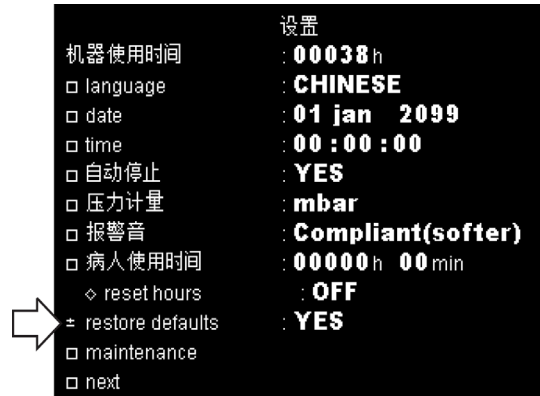 设置
机器使用时间 : 00038 h
language : CHINESE
date : 01 jan 2099
time : 00 : 00 : 00
自动停止 : YES
压力计量 : mbar
报警音 : Compliant(softer)
病人使用时间 : 00000 h 00 min
reset hours : OFF
± restore defaults : YES
maintenance
next